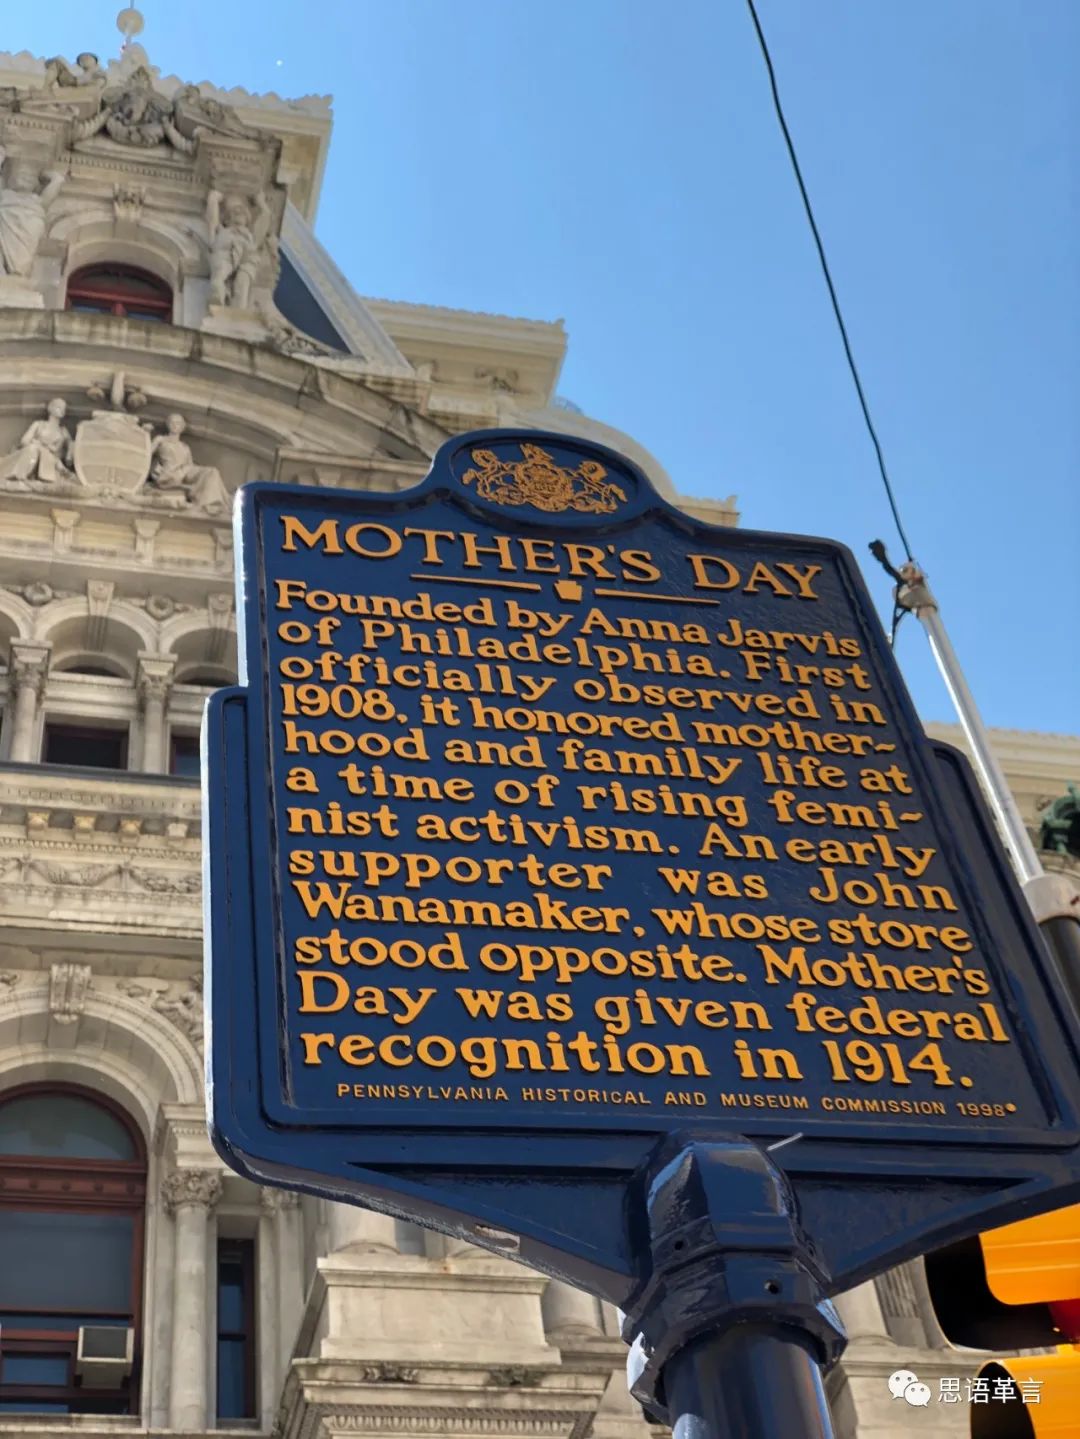 MOTHER'S DAY
Founded by Anna Jarvis
of Philadelphia. First
officially observed in
1908, it honored mother-
hood and family life at
a time of rising femi-
nist activism. An early
supporter was John
Wanamaker, whose store
stood opposite. Mother's
Day was given federal
recognition in 1914.
PENNSYLVANIA HISTORICAL AND MUSEUM COMMISSION 1998
思语革言